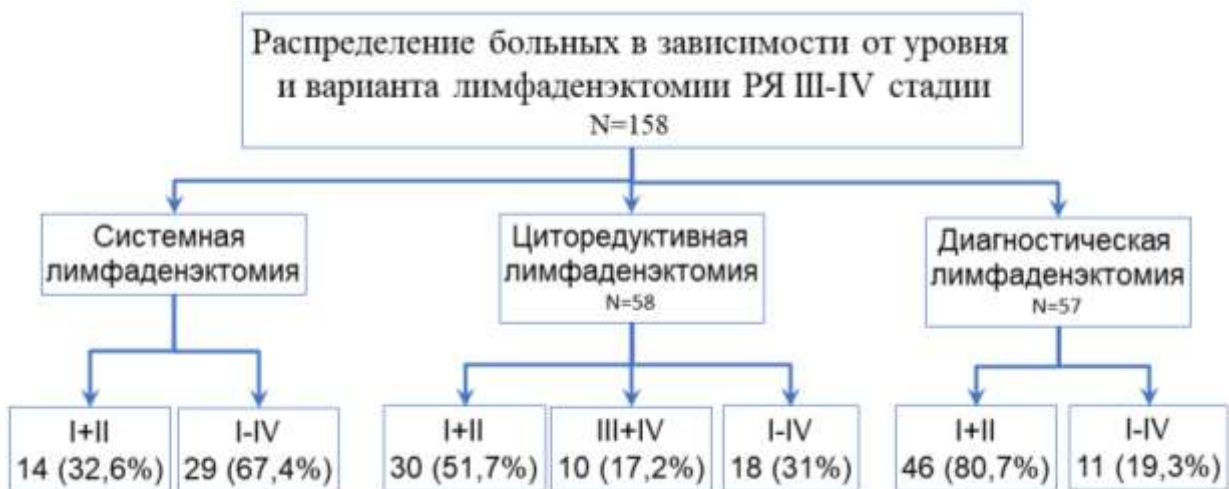 Распределение больных в зависимости от уровня
и варианта лимфаденэктомии РЯ III-IV стадии
N=158
Системная
лимфаденэктомия
Циторедуктивная
лимфаденэктомия
N=58
Диагностическая
лимфаденэктомия
N=57
I+II
14 (32,6%)
I-IV
29 (67,4%)
I+II
30 (51,7%)
III+IV
10 (17,2%)
I-IV
18 (31%)
I+II
46 (80,7%)
I-IV
11 (19,3%)